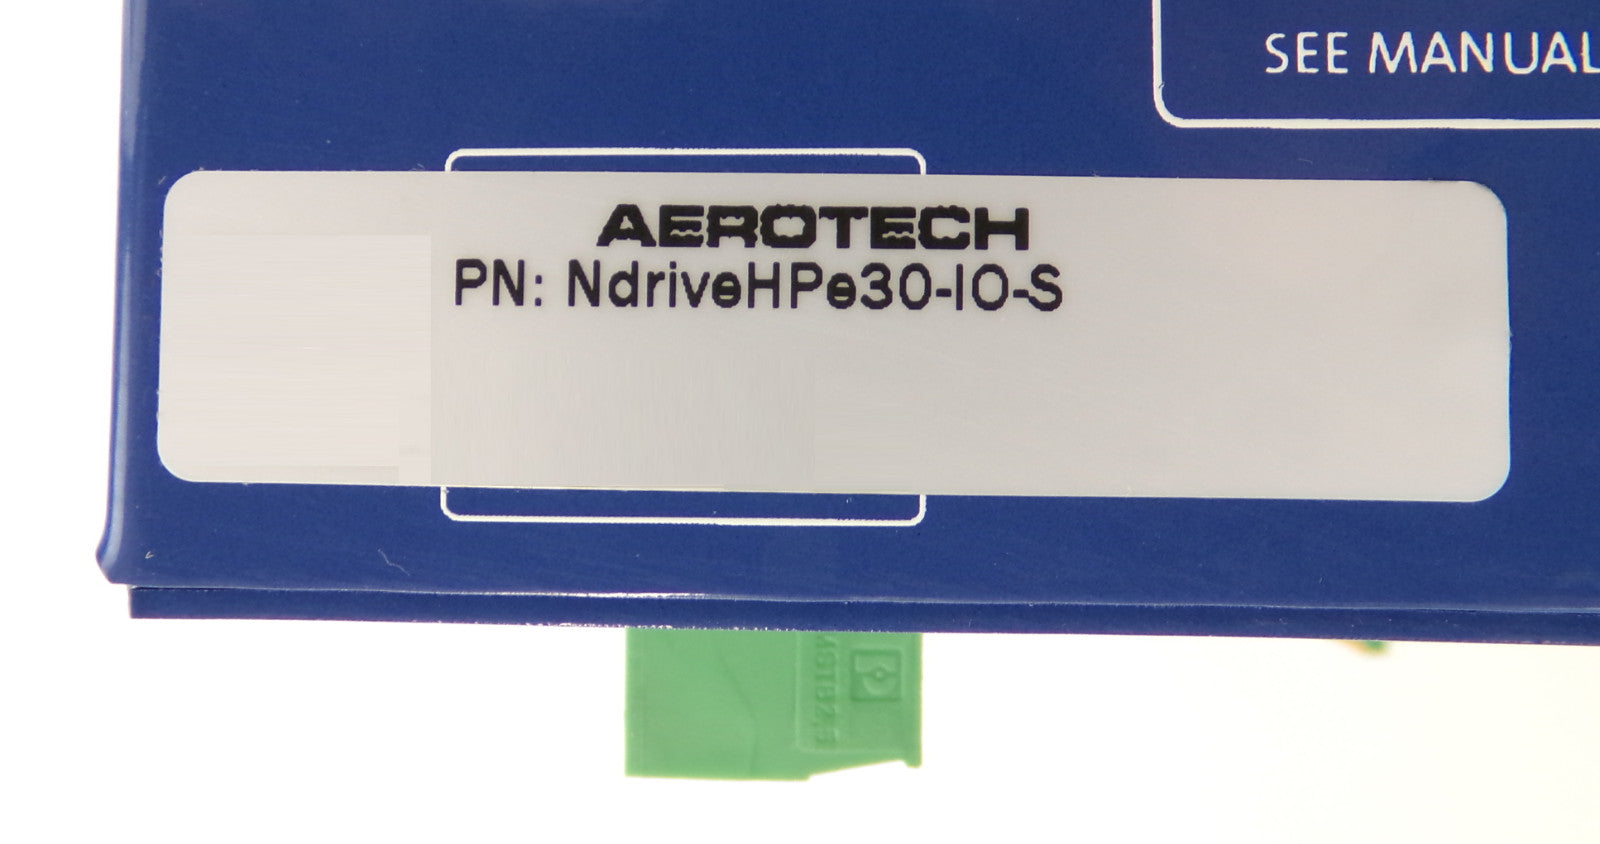 SEE MANUAL
AEROTECH
PN: NdriveHPe30-IO-S